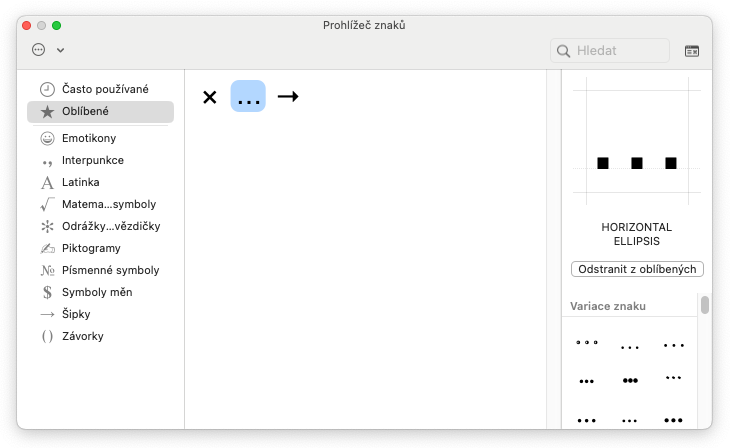 Prohlížeč znaků
Hledat
Často používané
Oblíbené
Emotikony
Interpunkce
Latinka
Matema...symboly
Odrážky...vězdičky
Piktogramy
Písmenné symboly
Symboly měn
Šipky
Závorky
× … →
HORIZONTAL
ELLIPSIS
Odstranit z oblíbených
Variace znaku